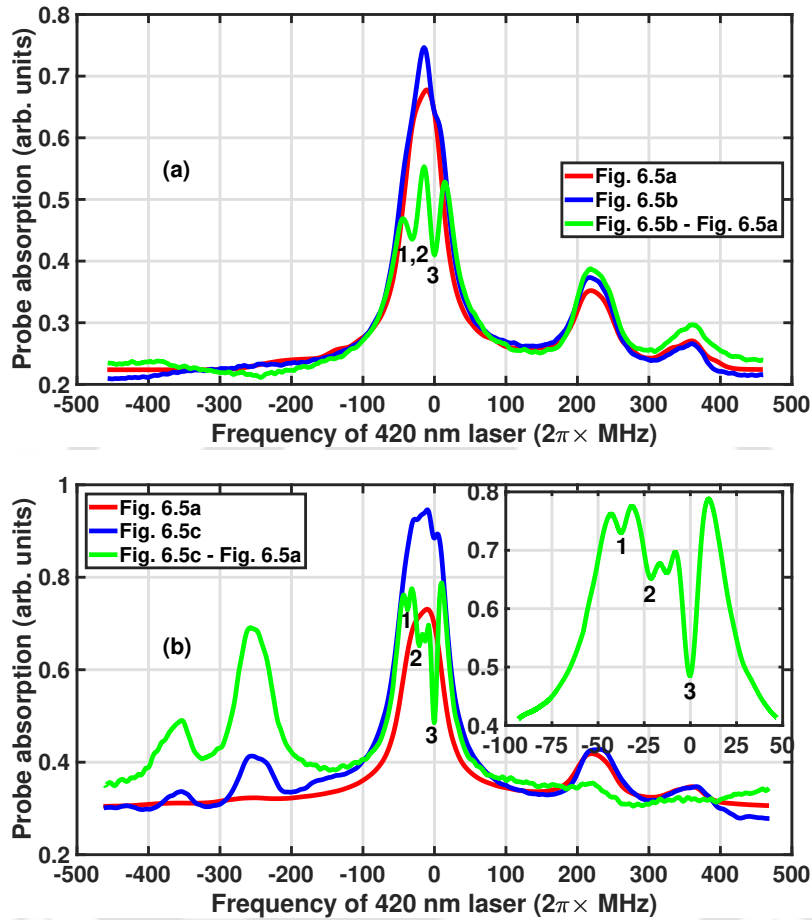 0.8
0.7
0.6
0.5
0.4
0.3
0.2
Probe absorption (arb. units)
(a)
Fig. 6.5a
Fig. 6.5b
Fig. 6.5b - Fig. 6.5a
1,2
3
-500 -400 -300 -200 -100 0 100 200 300 400 500
Frequency of 420 nm laser (2π× MHz)
1
0.8
0.6
0.4
0.2
Probe absorption (arb. units)
Fig. 6.5a
Fig. 6.5c
Fig. 6.5c - Fig. 6.5a
(b)
1
2
3
0.8
0.7
0.6
0.5
0.4
1
2
3
-100 -75 -50 -25 0 25 50
-500 -400 -300 -200 -100 0 100 200 300 400 500
Frequency of 420 nm laser (2π× MHz)